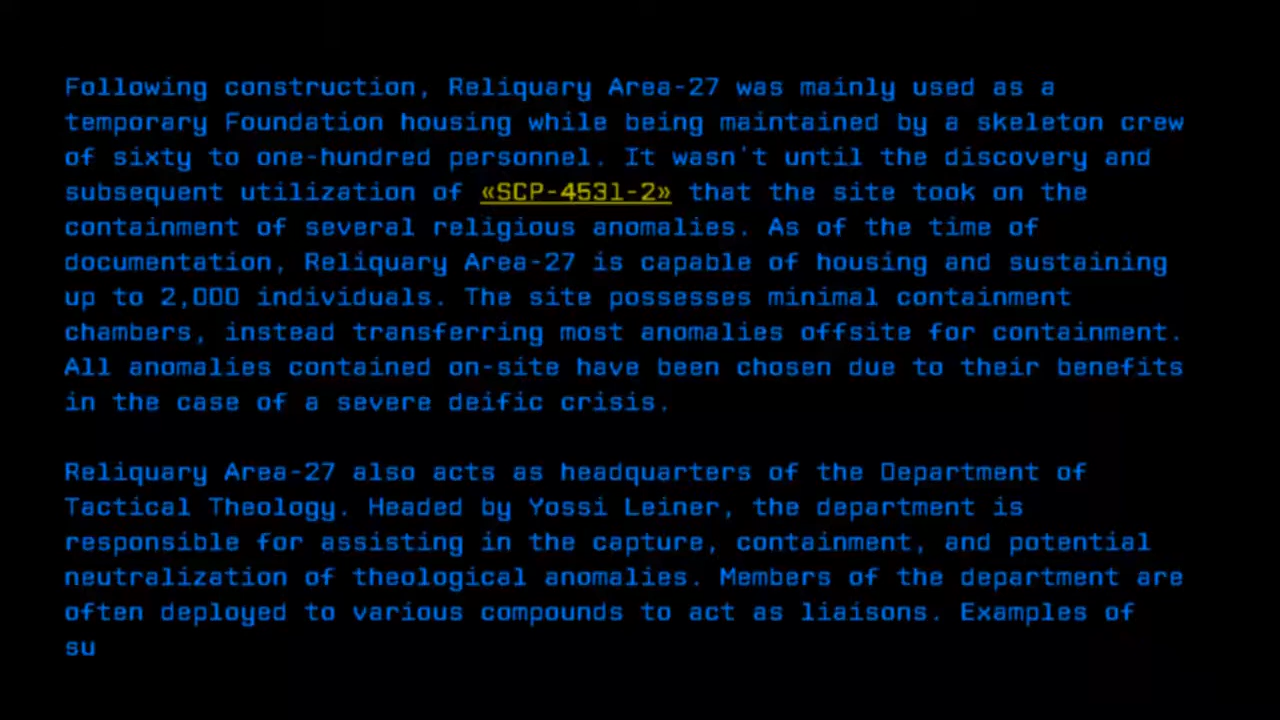 Following construction, Reliquary Area-27 was mainly used as a
temporary Foundation housing while being maintained by a skeleton crew
of sixty to one-hundred personnel. It wasn't until the discovery and
subsequent utilization of «SCP-4531-2» that the site took on the
containment of several religious anomalies. As of the time of
documentation, Reliquary Area-27 is capable of housing and sustaining
up to 2,000 individuals. The site possesses minimal containment
chambers, instead transferring most anomalies offsite for containment.
All anomalies contained on-site have been chosen due to their benefits
in the case of a severe deific crisis.
Reliquary Area-27 also acts as headquarters of the Department of
Tactical Theology. Headed by Yossi Leiner, the department is
responsible for assisting in the capture, containment, and potential
neutralization of theological anomalies. Members of the department are
often deployed to various compounds to act as liaisons. Examples of
su